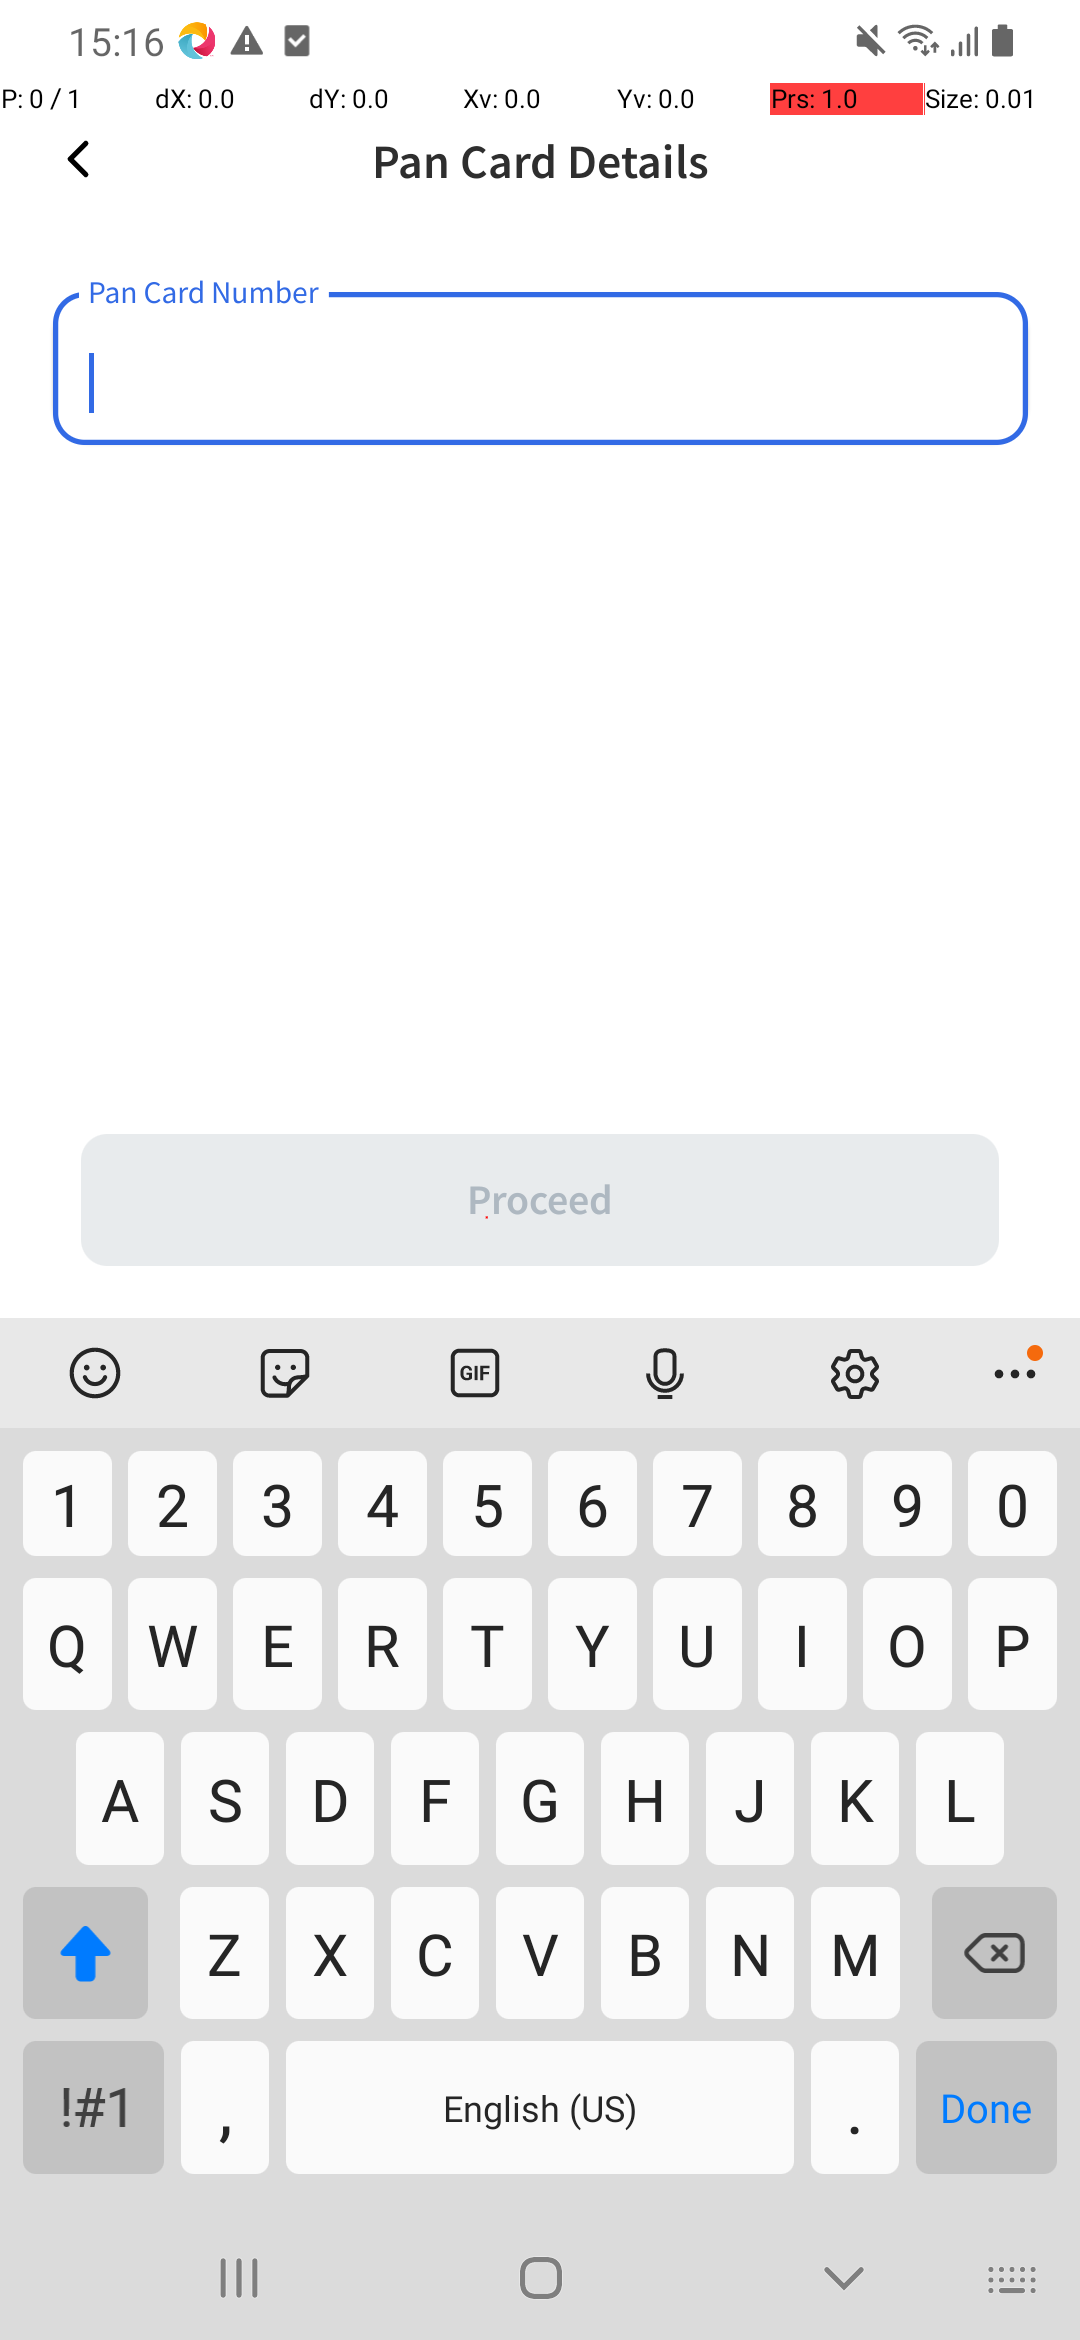 15:16
P: 0 / 1 dX: 0.0 dY: 0.0 Xv: 0.0 Yv: 0.0 Prs: 1.0 Size: 0.01
Pan Card Details
Pan Card Number
Proceed
GIF
1 2 3 4 5 6 7 8 9 0
Q W E R T Y U I O P
A S D F G H J K L
Z X C V B N M
!#1 , English (US) . Done